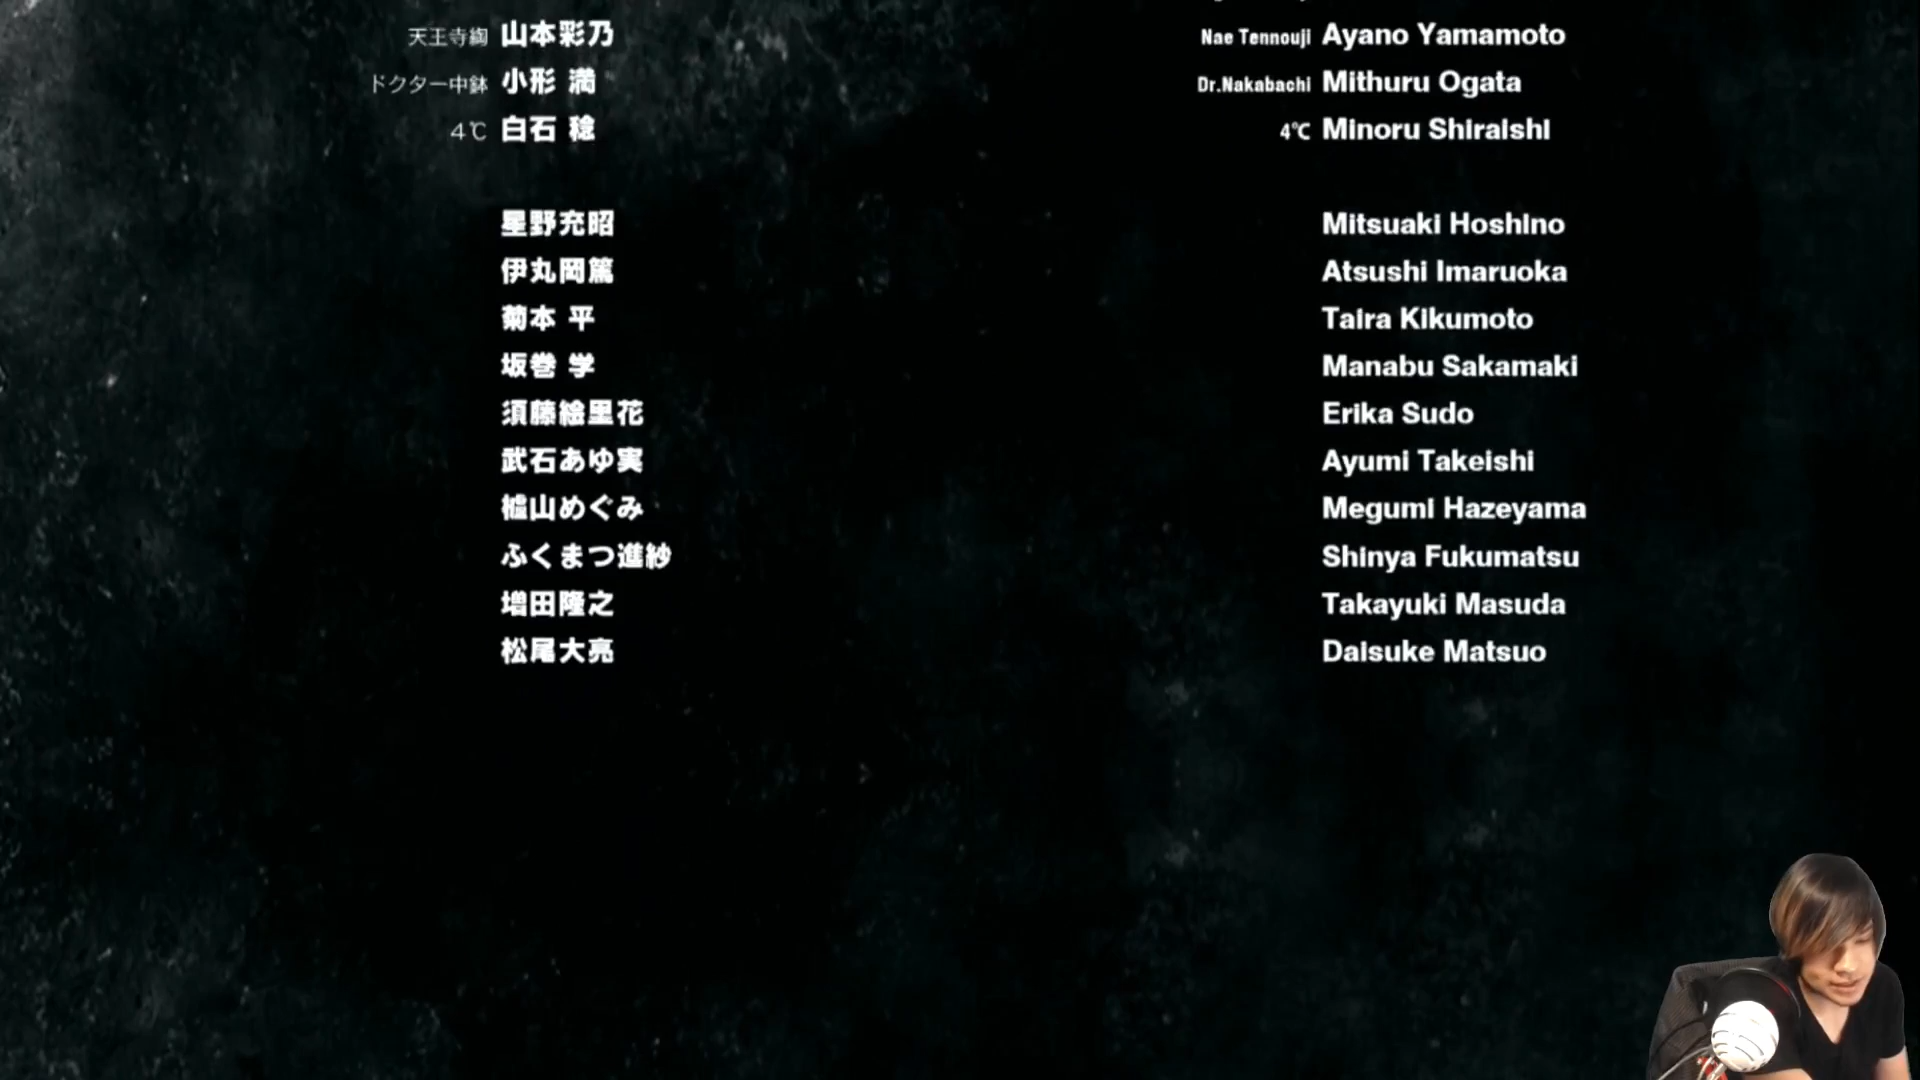 天王寺綯 山本彩乃 Nae Tennouji Ayano Yamamoto
ドクター中鉢 小形 満 Dr.Nakabachi Mithuru Ogata
4℃ 白石 稔 4℃ Minoru Shiraishi
星野充昭 Mitsuaki Hoshino
伊丸岡篤 Atsushi Imaruoka
菊本 平 Taira Kikumoto
坂巻 学 Manabu Sakamaki
須藤絵里花 Erika Sudo
武石あゆ実 Ayumi Takeishi
櫨山めぐみ Megumi Hazeyama
ふくまつ進紗 Shinya Fukumatsu
増田隆之 Takayuki Masuda
松尾大亮 Daisuke Matsuo